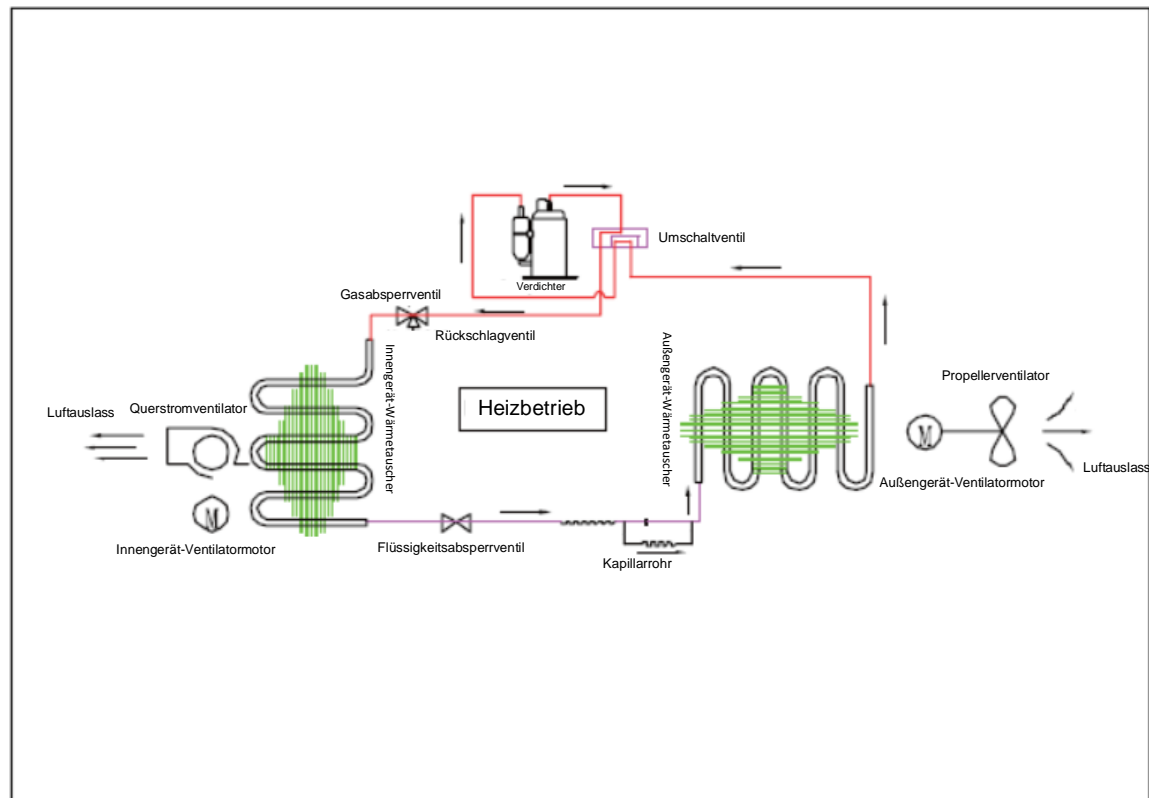 Umschaltventil
Verdichter
Gasabsperrventil
Rückschlagventil
Innengerät-Wärmetauscher
Außengerät-Wärmetauscher
Propellerventilator
Luftauslass
Querstromventilator
Heizbetrieb
M
Luftauslass
Außengerät-Ventilatormotor
M
Innengerät-Ventilatormotor
Flüssigkeitsabsperrventil
Kapillarrohr